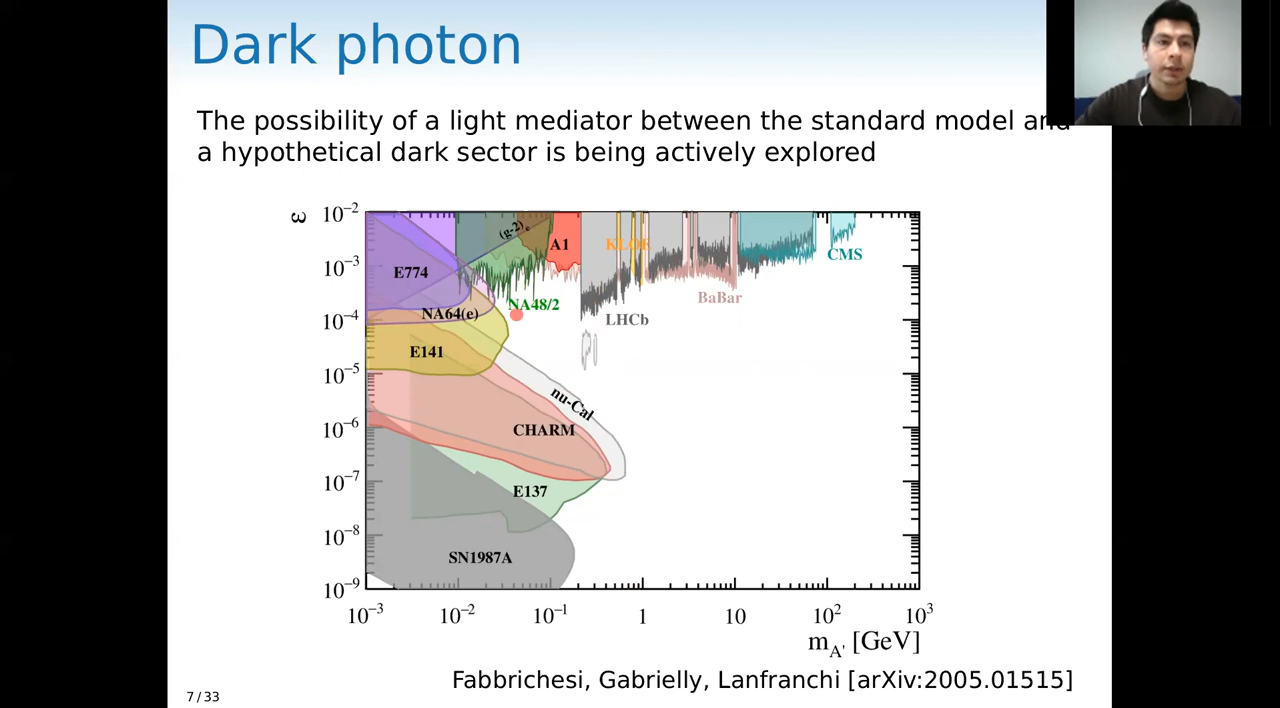 Dark photon
The possibility of a light mediator between the standard model and
a hypothetical dark sector is being actively explored
ε
10⁻²
10⁻³
10⁻⁴
10⁻⁵
10⁻⁶
10⁻⁷
10⁻⁸
10⁻⁹
(g-2)ₑ
A1
KLOE
CMS
E774
NA48/2
BaBar
NA64(e)
LHCb
E141
nu-Cal
CHARM
E137
SN1987A
10⁻³ 10⁻² 10⁻¹ 1 10 10² 10³
m_A' [GeV]
Fabbrichesi, Gabrielly, Lanfranchi [arXiv:2005.01515]
7 / 33